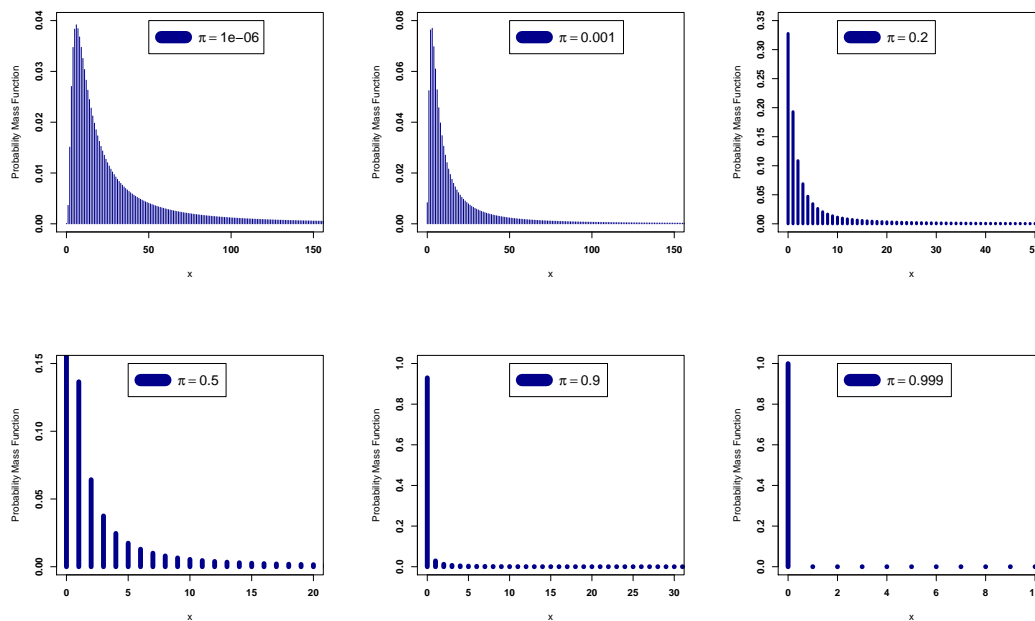 π = 1e−06
Probability Mass Function
0.00 0.01 0.02 0.03 0.04
0 50 100 150
x
π = 0.001
Probability Mass Function
0.00 0.02 0.04 0.06 0.08
0 50 100 150
x
π = 0.2
Probability Mass Function
0.00 0.05 0.10 0.15 0.20 0.25 0.30 0.35
0 10 20 30 40
x
π = 0.5
Probability Mass Function
0.00 0.05 0.10 0.15
0 5 10 15 20
x
π = 0.9
Probability Mass Function
0.0 0.2 0.4 0.6 0.8 1.0
0 5 10 15 20 25 30
x
π = 0.999
Probability Mass Function
0.0 0.2 0.4 0.6 0.8 1.0
0 2 4 6 8
x